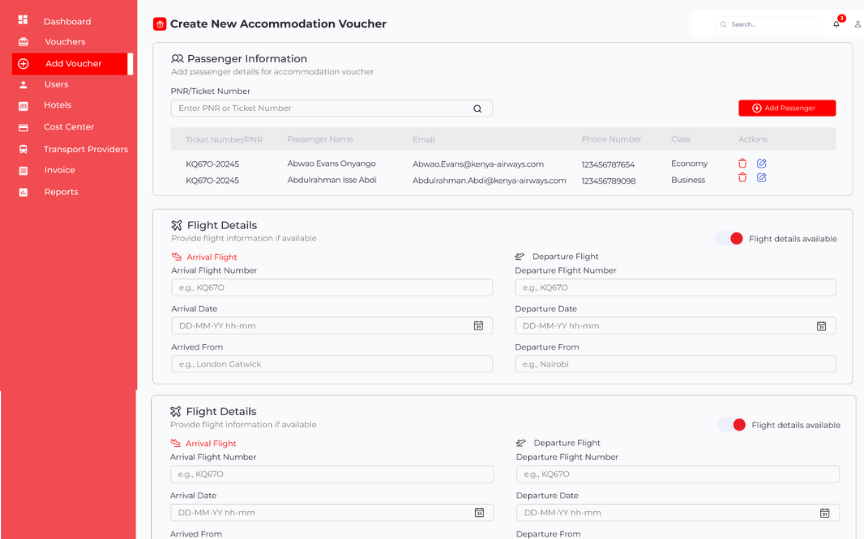 Dashboard
Vouchers
Add Voucher
Users
Hotels
Cost Center
Transport Providers
Invoice
Reports
Create New Accommodation Voucher
Search...
3
Passenger Information
Add passenger details for accommodation voucher
PNR/Ticket Number
Enter PNR or Ticket Number
Add Passenger
Ticket Number/PNR Passenger Name Email Phone Number Class Actions
KQ67O-20245 Abwao Evans Onyango Abwao.Evans@kenya-airways.com 123456787654 Economy
KQ67O-20245 Abdulrahman Isse Abdi Abdulrahman.Abdi@kenya-airways.com 123456789098 Business
Flight Details
Provide flight information if available
Flight details available
Arrival Flight Departure Flight
Arrival Flight Number Departure Flight Number
e.g., KQ67O e.g., KQ67O
Arrival Date Departure Date
DD-MM-YY hh-mm DD-MM-YY hh-mm
Arrived From Departure From
e.g., London Gatwick e.g., Nairobi
Flight Details
Provide flight information if available
Flight details available
Arrival Flight Departure Flight
Arrival Flight Number Departure Flight Number
e.g., KQ67O e.g., KQ67O
Arrival Date Departure Date
DD-MM-YY hh-mm DD-MM-YY hh-mm
Arrived From Departure From